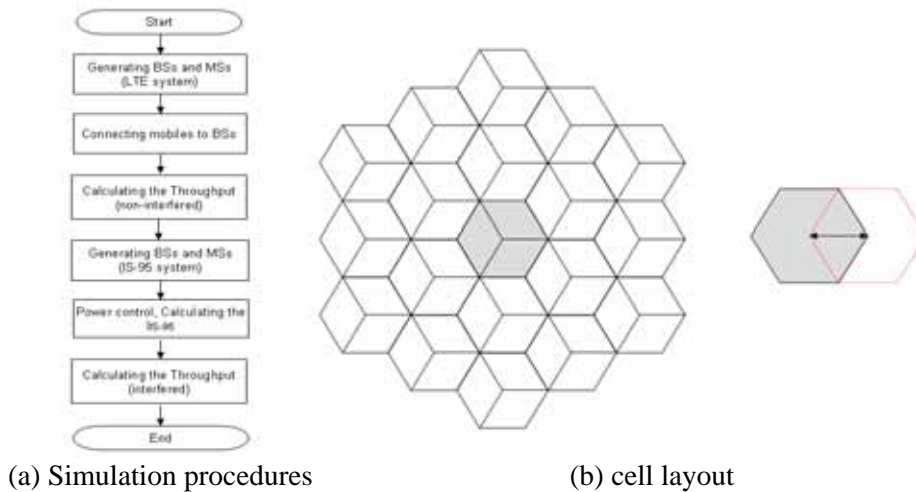 Start
Generating BSs and MSs
(LTE system)
Connecting mobiles to BSs
Calculating the Throughput
(non-interfered)
Generating BSs and MSs
(IS-95 system)
Power control, Calculating the
Calculating the Throughput
(interfered)
End
(a) Simulation procedures
(b) cell layout